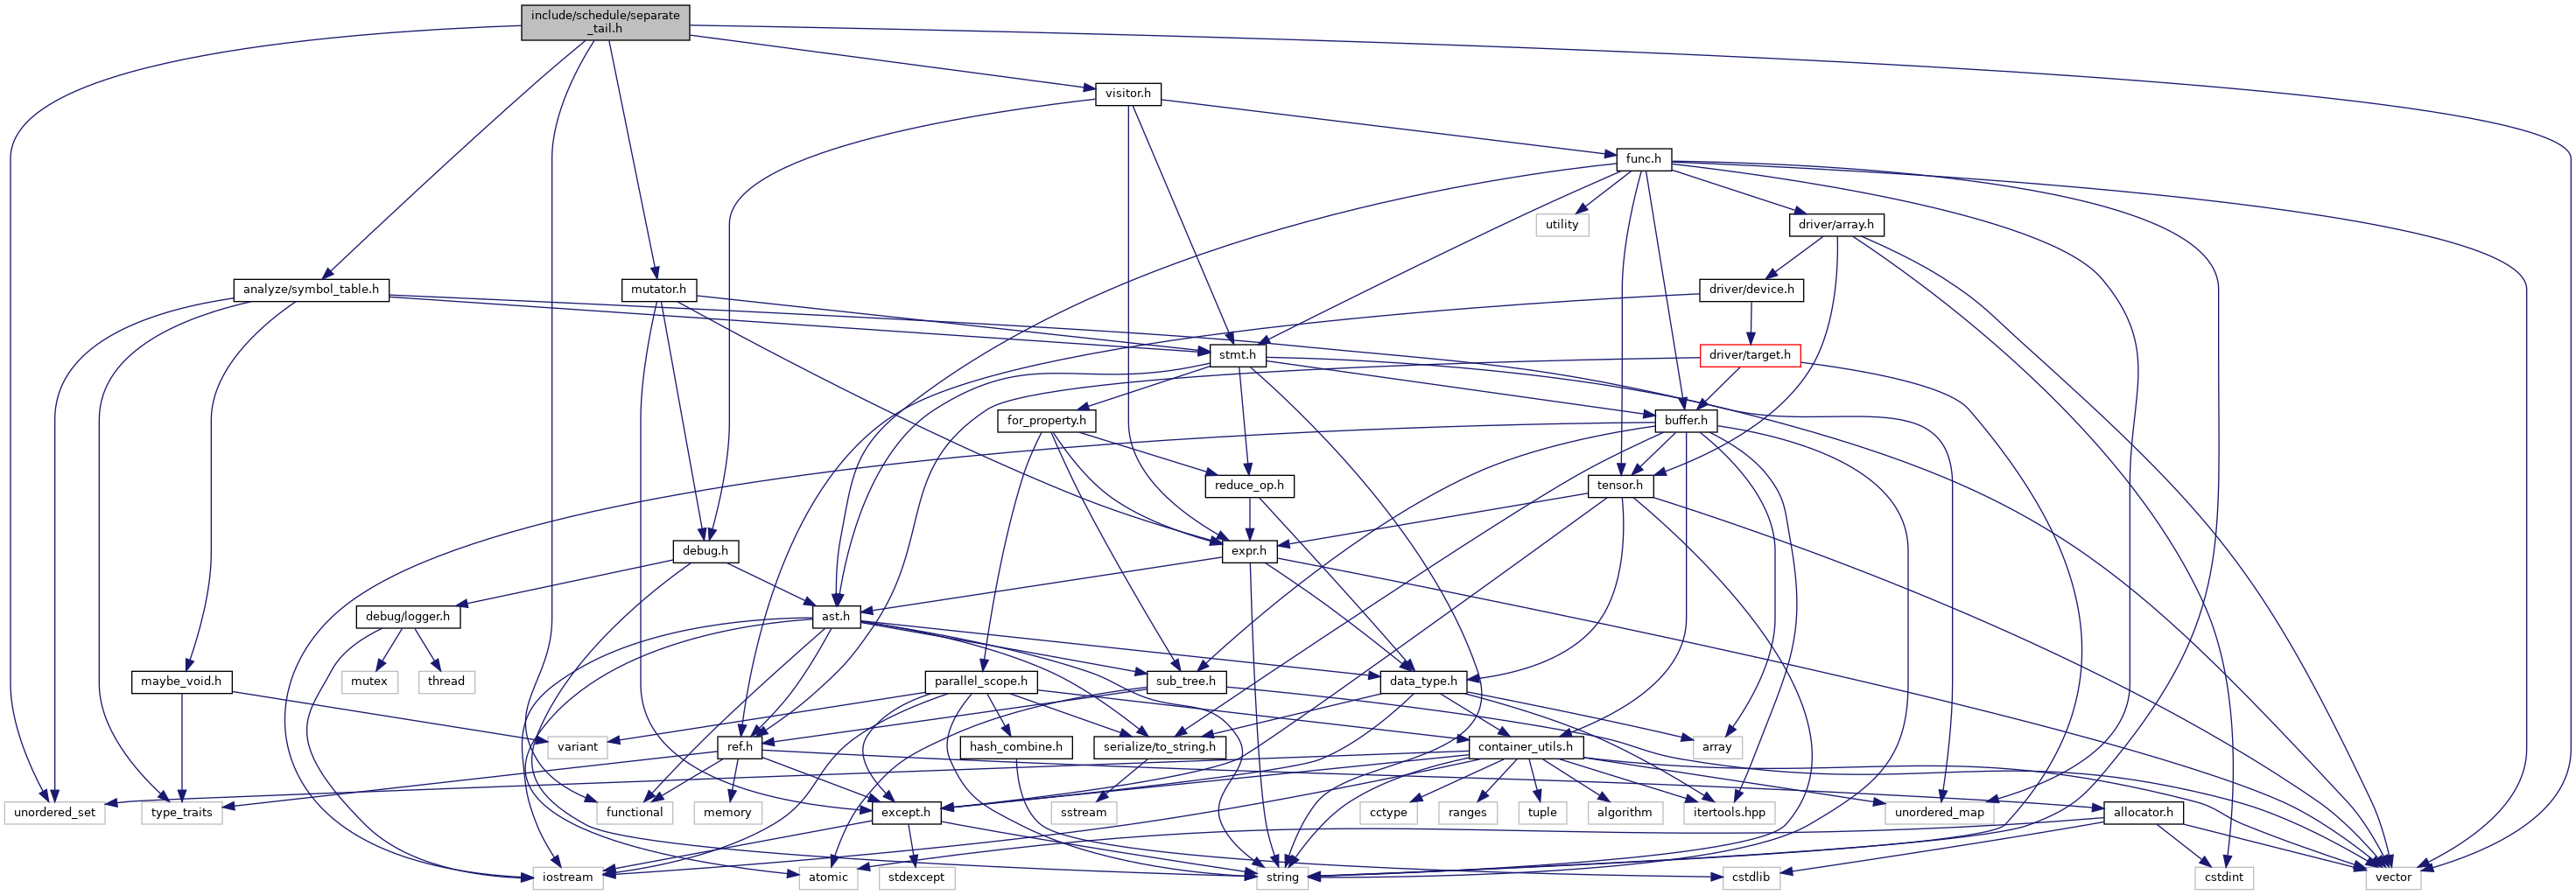 include/schedule/separate
_tail.h
visitor.h
func.h
utility
driver/array.h
analyze/symbol_table.h
mutator.h
driver/device.h
stmt.h
driver/target.h
for_property.h
buffer.h
reduce_op.h
tensor.h
debug.h
expr.h
debug/logger.h
ast.h
maybe_void.h
mutex
thread
parallel_scope.h
sub_tree.h
data_type.h
variant
ref.h
hash_combine.h
serialize/to_string.h
container_utils.h
array
unordered_set
type_traits
functional
memory
except.h
sstream
cctype
ranges
tuple
algorithm
itertools.hpp
unordered_map
allocator.h
iostream
atomic
stdexcept
string
cstdlib
cstdint
vector